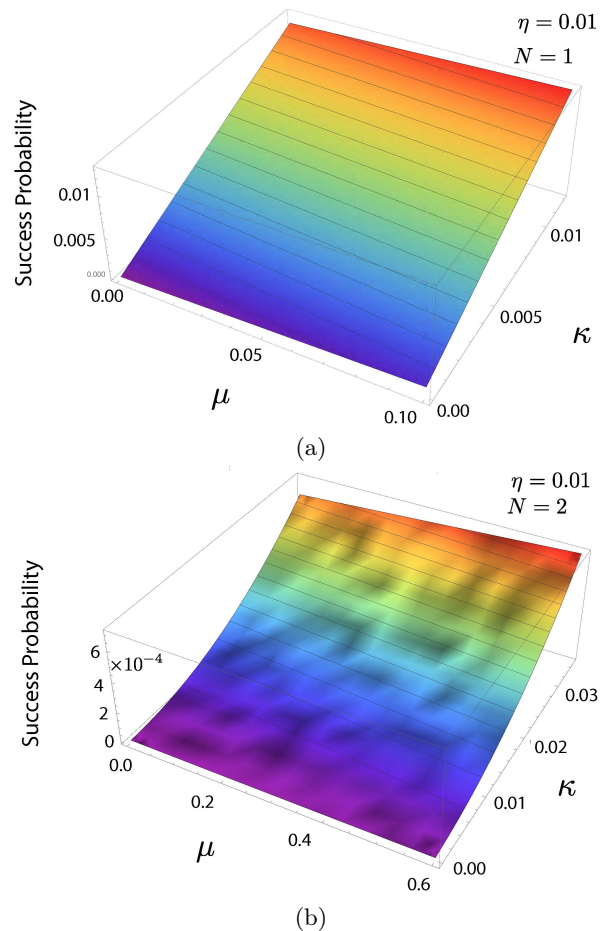 η = 0.01
N = 1
Success Probability
0.01
0.005
0.000
0.00
0.05
0.10
μ
0.01
0.005
0.00
κ
(a)
η = 0.01
N = 2
Success Probability
6
×10⁻⁴
4
2
0
0.0
0.2
0.4
0.6
μ
0.03
0.02
0.01
0.00
κ
(b)